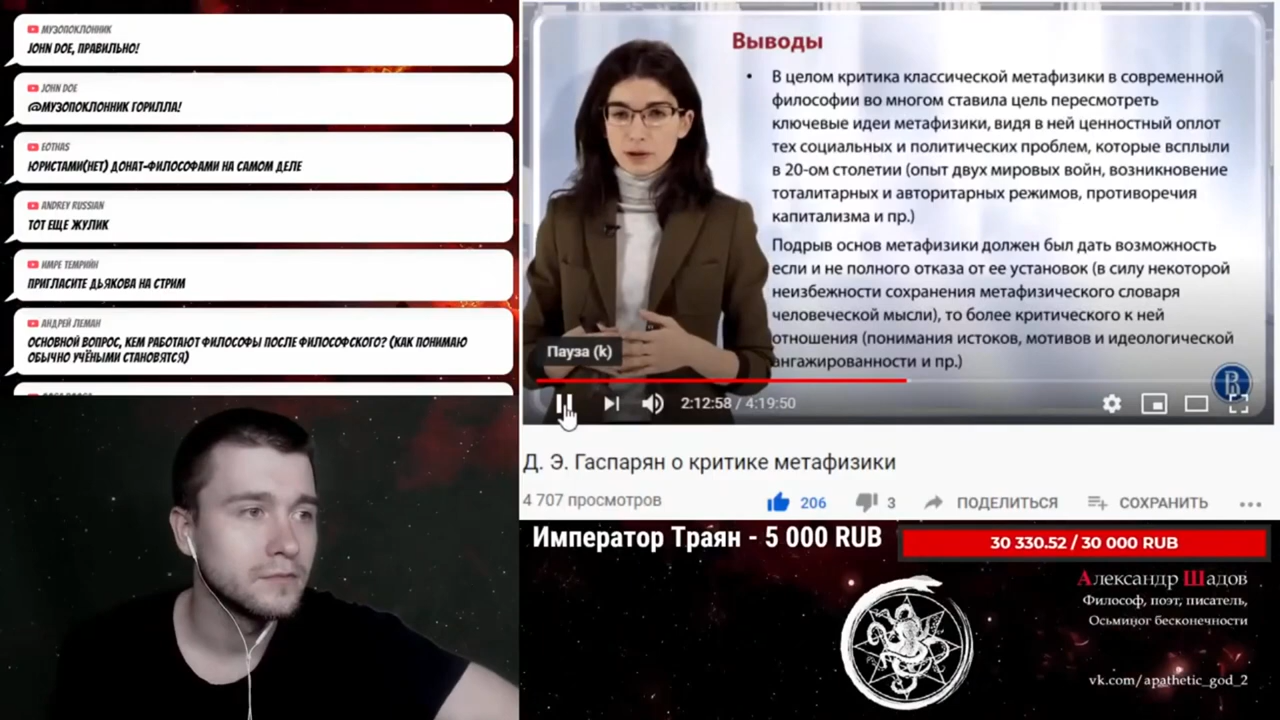 МУЗОПОКЛОННИК
JOHN DOE, ПРАВИЛЬНО!
JOHN DOE
@МУЗОПОКЛОННИК ГОРИЛЛА!
EOTHAS
ЮРИСТАМИ(НЕТ) ДОНАТ-ФИЛОСОФАМИ НА САМОМ ДЕЛЕ
ANDREY RUSSIAN
ТОТ ЕЩЕ ЖУЛИК
ИМРЕ ТЕМРИЙН
ПРИГЛАСИТЕ ДЬЯКОВА НА СТРИМ
АНДРЕЙ ЛЕМАН
ОСНОВНОЙ ВОПРОС, КЕМ РАБОТАЮТ ФИЛОСОФЫ ПОСЛЕ ФИЛОСОФСКОГО? (КАК ПОНИМАЮ
ОБЫЧНО УЧЁНЫМИ СТАНОВЯТСЯ)
Выводы
• В целом критика классической метафизики в современной
философии во многом ставила цель пересмотреть
ключевые идеи метафизики, видя в ней ценностный оплот
тех социальных и политических проблем, которые всплыли
в 20-ом столетии (опыт двух мировых войн, возникновение
тоталитарных и авторитарных режимов, противоречия
капитализма и пр.)
Подрыв основ метафизики должен был дать возможность
если и не полного отказа от ее установок (в силу некоторой
неизбежности сохранения метафизического словаря
человеческой мысли), то более критического к ней
отношения (понимания истоков, мотивов и идеологической
ангажированности и пр.)
Пауза (k)
2:12:58 / 4:19:50
Д. Э. Гаспарян о критике метафизики
4 707 просмотров
206
3
ПОДЕЛИТЬСЯ
СОХРАНИТЬ
Император Траян - 5 000 RUB
30 330.52 / 30 000 RUB
Александр Шадов
Философ, поэт, писатель,
Осьминог бесконечности
vk.com/apathetic_god_2